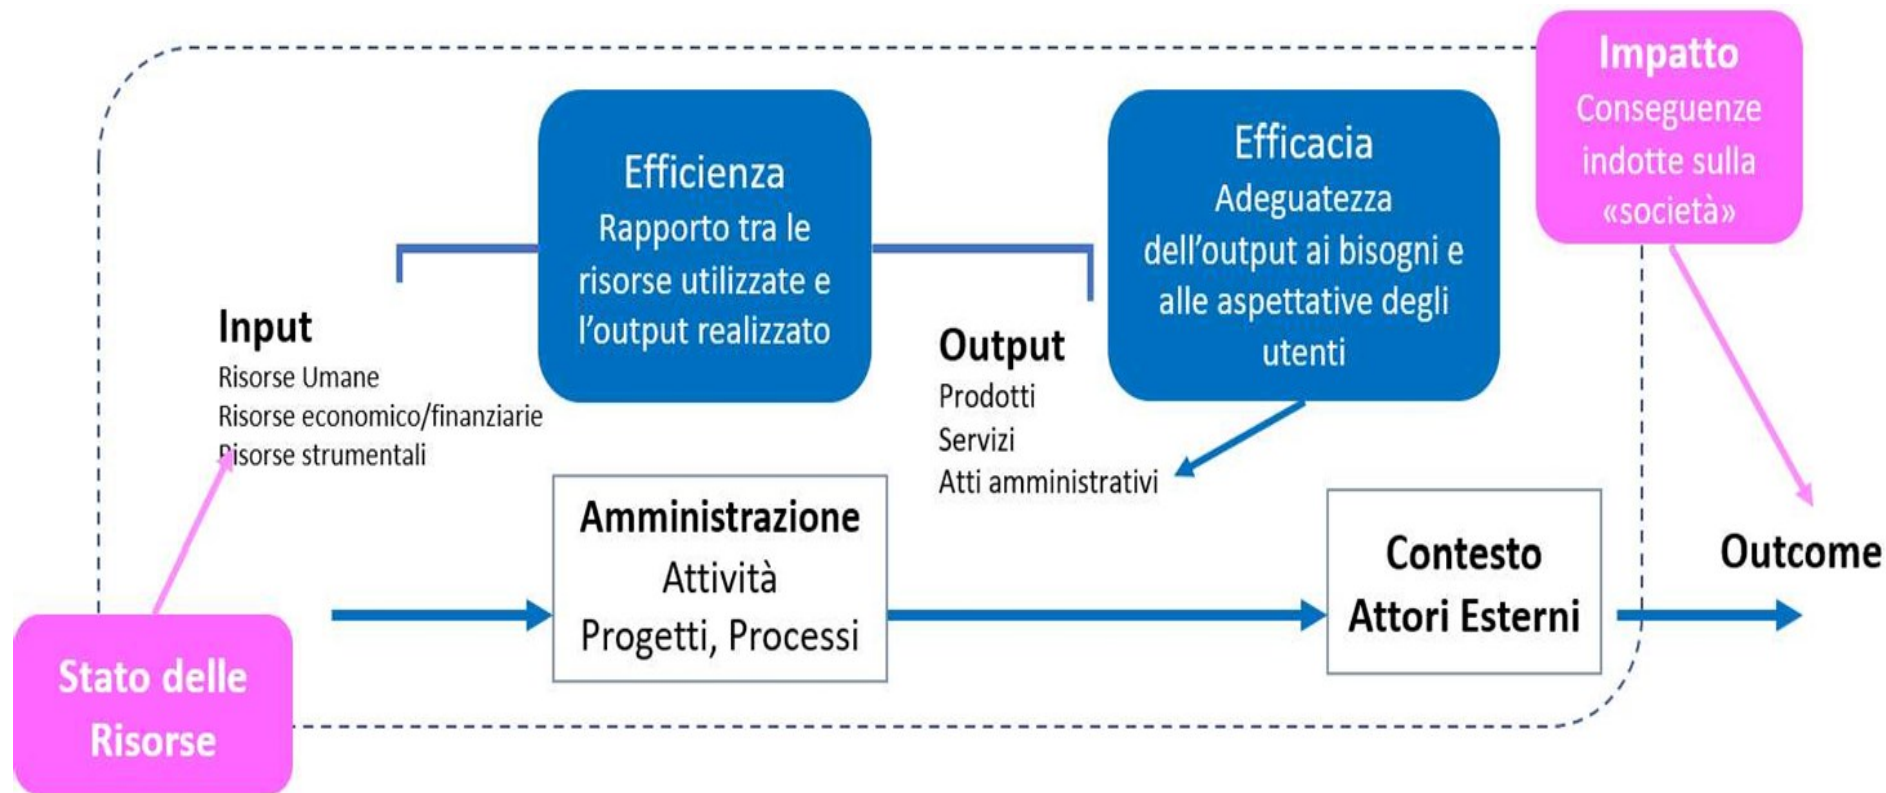 Impatto
Conseguenze
indotte sulla
«società»
Efficienza
Rapporto tra le
risorse utilizzate e
l’output realizzato
Efficacia
Adeguatezza
dell’output ai bisogni e
alle aspettative degli
utenti
Input
Risorse Umane
Risorse economico/finanziarie
Risorse strumentali
Output
Prodotti
Servizi
Atti amministrativi
Amministrazione
Attività
Progetti, Processi
Contesto
Attori Esterni
Outcome
Stato delle
Risorse